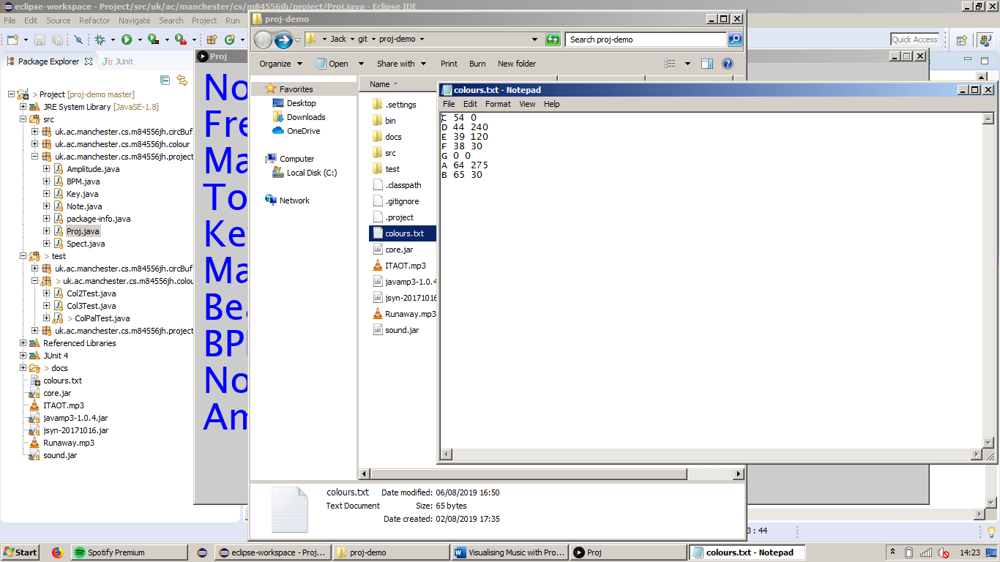 eclipse-workspace - Project/src/uk/ac/manchester/cs/m84556jh/project/Proj.java - Eclipse IDE
File Edit Source Refactor Navigate Search Project Run
Quick Access
Package Explorer
JUnit
> Project [proj-demo master]
JRE System Library [JavaSE-1.8]
src
uk.ac.manchester.cs.m84556jh.circBuf
uk.ac.manchester.cs.m84556jh.colour
uk.ac.manchester.cs.m84556jh.project
Amplitude.java
BPM.java
Key.java
Note.java
package-info.java
Proj.java
Spect.java
> test
uk.ac.manchester.cs.m84556jh.circBuf
> uk.ac.manchester.cs.m84556jh.colou
Col2Test.java
Col3Test.java
> ColPalTest.java
uk.ac.manchester.cs.m84556jh.project
Referenced Libraries
JUnit 4
> docs
colours.txt
core.jar
ITAOT.mp3
javamp3-1.0.4.jar
jsyn-20171016.jar
Runaway.mp3
sound.jar
Proj
No
Fre
Ma
To
Ke
Ma
Bea
BPM
No
Am
proj-demo
Jack git proj-demo
Search proj-demo
Organize Open Share with Print Burn New folder
Favorites
Desktop
Downloads
OneDrive
Computer
Local Disk (C:)
Network
Name
.settings
bin
docs
src
test
.classpath
.gitignore
.project
colours.txt
core.jar
ITAOT.mp3
javamp3-1.0.4
jsyn-20171016
Runaway.mp3
sound.jar
colours.txt Date modified: 06/08/2019 16:50
Text Document Size: 65 bytes
Date created: 02/08/2019 17:35
colours.txt - Notepad
File Edit Format View Help
C 54 0
D 44 240
E 39 120
F 38 30
G 0 0
A 64 275
B 65 30
3 : 44
Start
Spotify Premium
eclipse-workspace - Proj...
proj-demo
Visualising Music with Pro...
Proj
colours.txt - Notepad
14:23